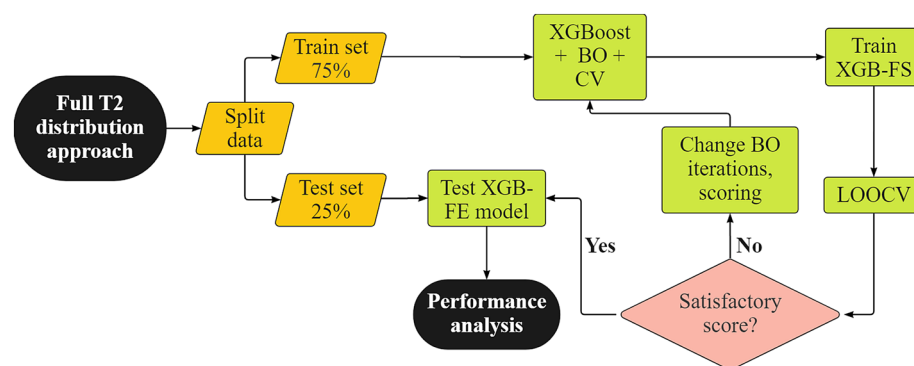 Full T2
distribution
approach
Split
data
Train set
75%
Test set
25%
XGBoost
+ BO +
CV
Train
XGB-FS
LOOCV
Satisfactory
score?
No
Change BO
iterations,
scoring
Yes
Test XGB-
FE model
Performance
analysis